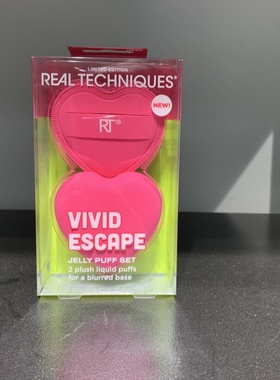 LIMITED EDITION
REAL TECHNIQUES®
NEW!
RT®
VIVID
ESCAPE
JELLY PUFF SET
2 plush liquid puffs
for a blurred base